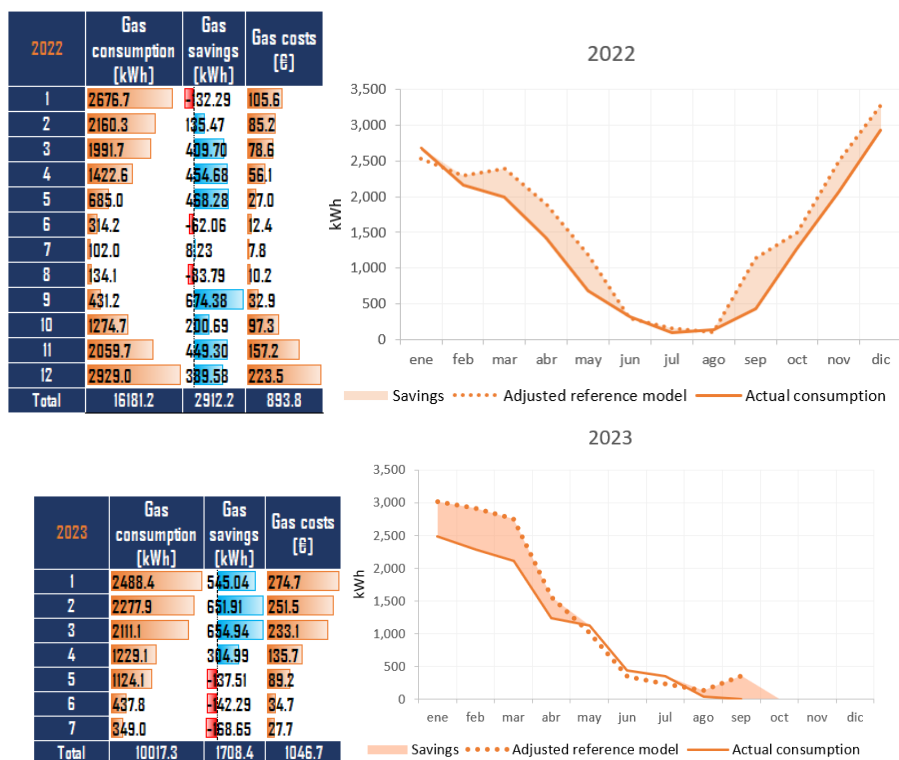 2022
Gas consumption [kWh]
Gas savings [kWh]
Gas costs [€]
1 2676.7 -132.29 105.6
2 2160.3 135.47 85.2
3 1991.7 409.70 78.6
4 1422.6 454.68 56.1
5 685.0 468.28 27.0
6 314.2 -62.06 12.4
7 102.0 8.23 7.8
8 134.1 -83.79 10.2
9 431.2 674.38 32.9
10 1274.7 200.69 97.3
11 2059.7 449.30 157.2
12 2929.0 389.58 223.5
Total 16181.2 2912.2 893.8
2022
kWh
3,500
3,000
2,500
2,000
1,500
1,000
500
0
ene feb mar abr may jun jul ago sep oct nov dic
Savings Adjusted reference model Actual consumption
2023
Gas consumption [kWh]
Gas savings [kWh]
Gas costs [€]
1 2488.4 545.04 274.7
2 2277.9 651.91 251.5
3 2111.1 654.94 233.1
4 1229.1 304.99 135.7
5 1124.1 -137.51 89.2
6 437.8 -142.29 34.7
7 349.0 -168.65 27.7
Total 10017.3 1708.4 1046.7
2023
kWh
3,500
3,000
2,500
2,000
1,500
1,000
500
0
ene feb mar abr may jun jul ago sep oct nov dic
Savings Adjusted reference model Actual consumption